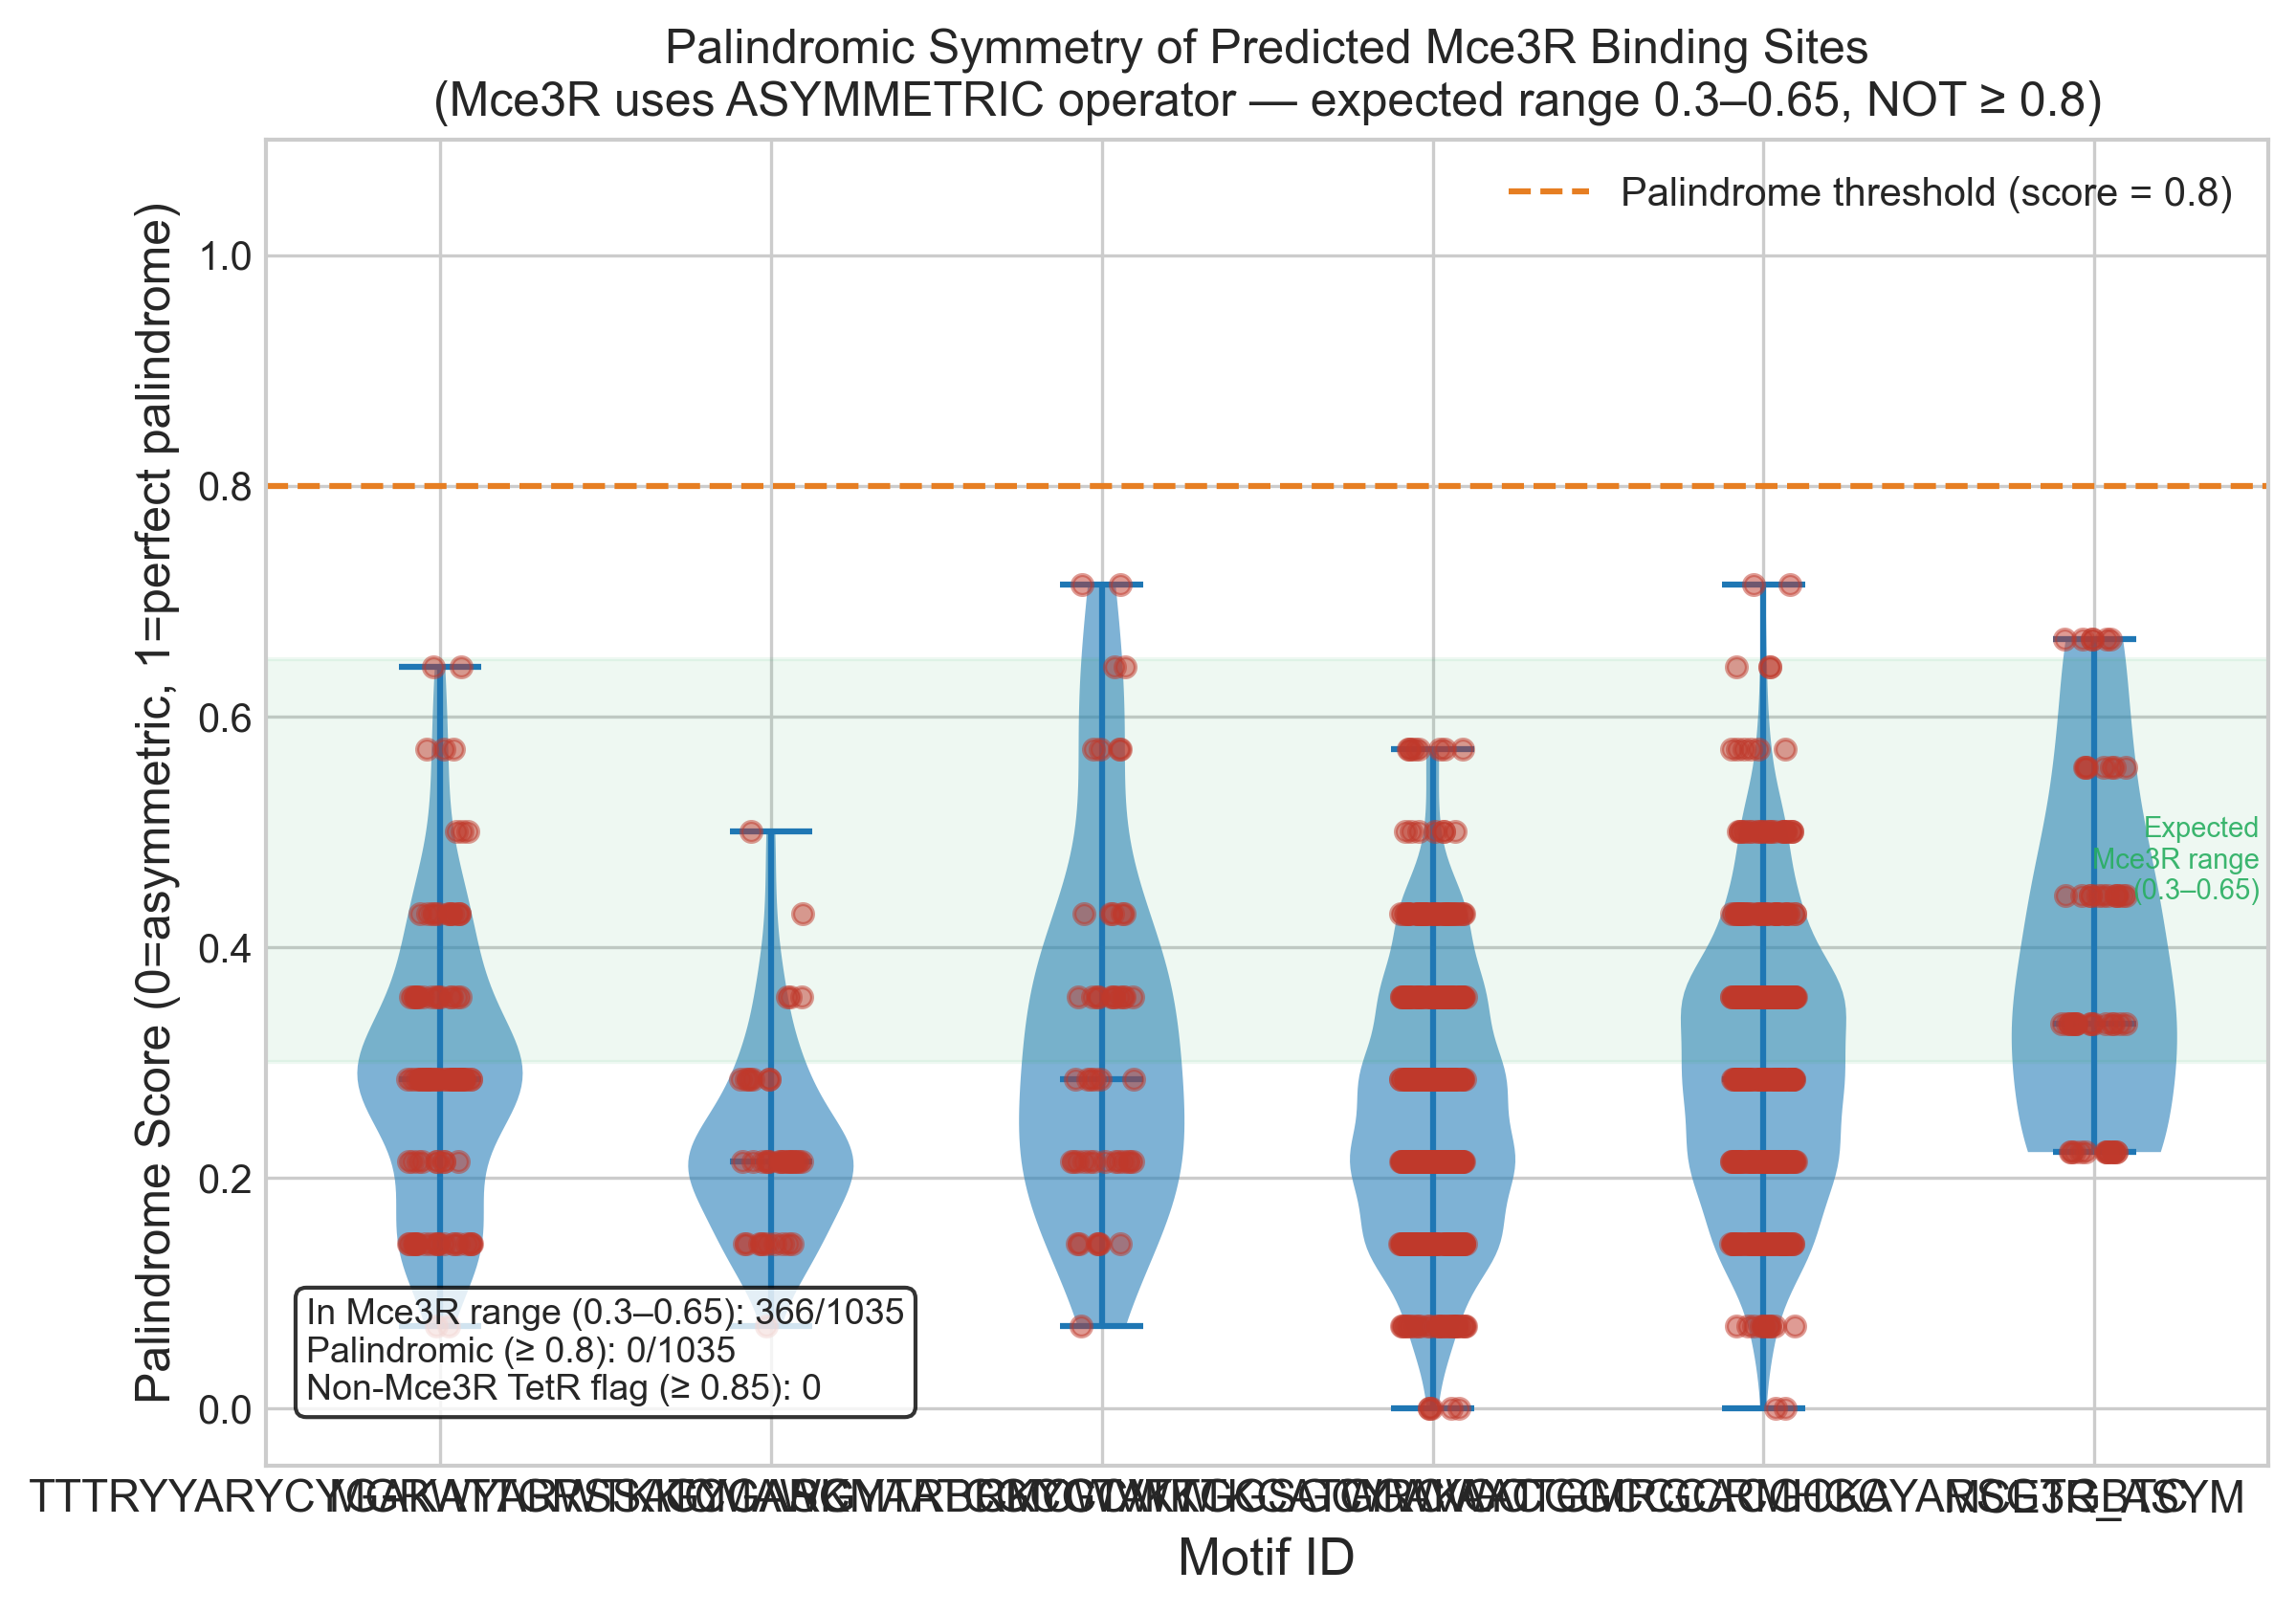 Palindromic Symmetry of Predicted Mce3R Binding Sites
(Mce3R uses ASYMMETRIC operator — expected range 0.3–0.65, NOT ≥ 0.8)
Palindrome threshold (score = 0.8)
Palindrome Score (0=asymmetric, 1=perfect palindrome)
1.0
0.8
0.6
0.4
0.2
0.0
Expected
Mce3R range
(0.3–0.65)
In Mce3R range (0.3–0.65): 366/1035
Palindromic (≥ 0.8): 0/1035
Non-Mce3R TetR flag (≥ 0.85): 0
Motif ID